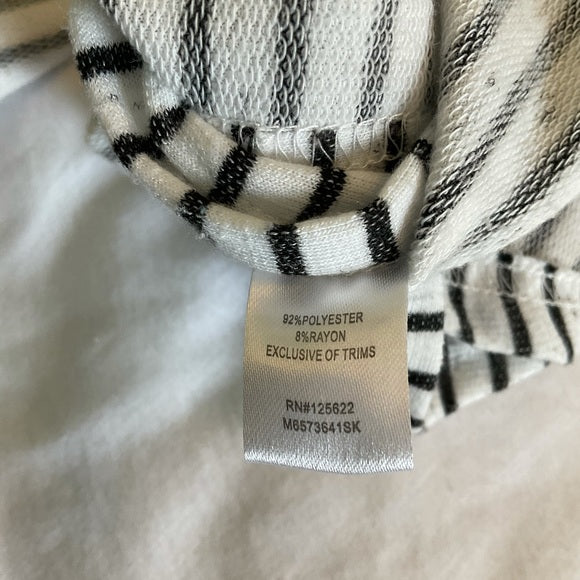 92%POLYESTER
8%RAYON
EXCLUSIVE OF TRIMS
RN#125622
M6573641SK